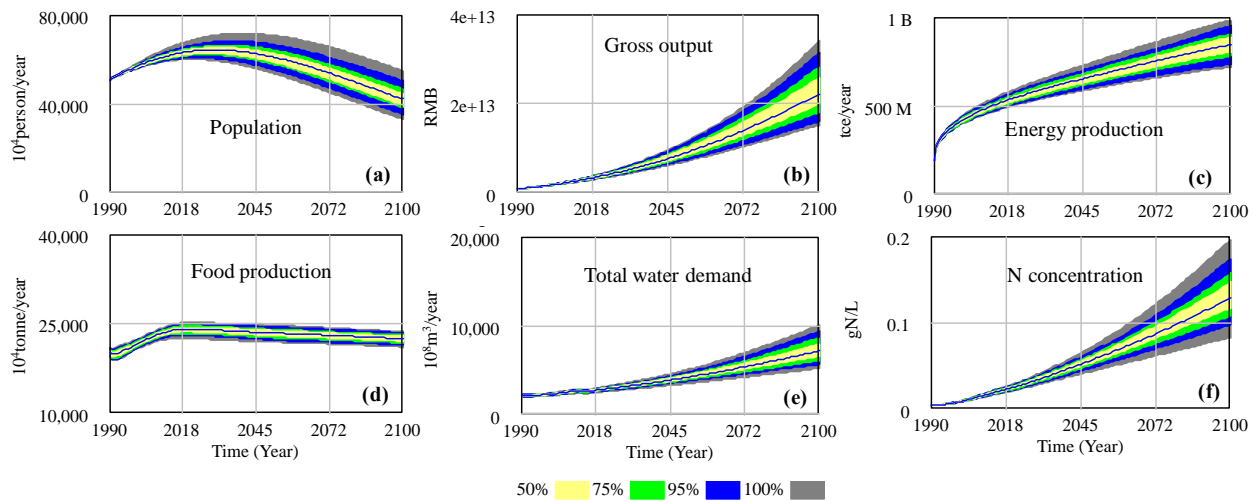 80,000
40,000
0
10⁴person/year
Population
(a)
1990 2018 2045 2072 2100
4e+13
2e+13
0
RMB
Gross output
(b)
1990 2018 2045 2072 2100
1 B
500 M
0
tce/year
Energy production
(c)
1990 2018 2045 2072 2100
40,000
25,000
10,000
10⁴tonne/year
Food production
(d)
1990 2018 2045 2072 2100
Time (Year)
20,000
10,000
0
10⁸m³/year
Total water demand
(e)
1990 2018 2045 2072 2100
Time (Year)
0.2
0.1
0
gN/L
N concentration
(f)
1990 2018 2045 2072 2100
Time (Year)
50% 75% 95% 100%